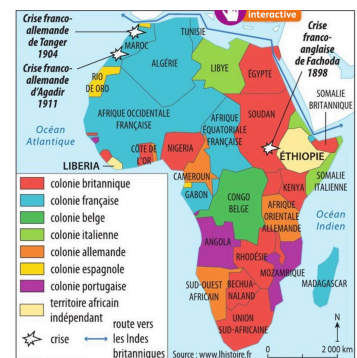 interactive
Crise franco-
allemande
de Tanger
1904
Crise franco-
allemande
d'Agadir
1911
Crise
franco-
anglaise
de Fachoda
1898
TUNISIE
MAROC
ALGÉRIE
LIBYE
ÉGYPTE
RIO
DE ORO
SOMALIE
BRITANNIQUE
AFRIQUE OCCIDENTALE
FRANÇAISE
AFRIQUE
ÉQUATORIALE
FRANÇAISE
SOUDAN
Océan
Atlantique
CÔTE DE
L'OR
NIGERIA
LIBERIA
ÉTHIOPIE
CAMEROUN
GABON
CONGO
BELGE
KENYA
SOMALIE
ITALIENNE
AFRIQUE
ORIENTALE
ALLEMANDE
Océan
Indien
ANGOLA
RHODÉSIE
MOZAMBIQUE
MADAGASCAR
SUD-OUEST
AFRICAIN
BECHUA-
NALAND
UNION
SUD-AFRICAINE
colonie britannique
colonie française
colonie belge
colonie italienne
colonie allemande
colonie espagnole
colonie portugaise
territoire africain
indépendant
crise
route vers
les Indes
britanniques
N
2 000 km
Source : www.lhistoire.fr